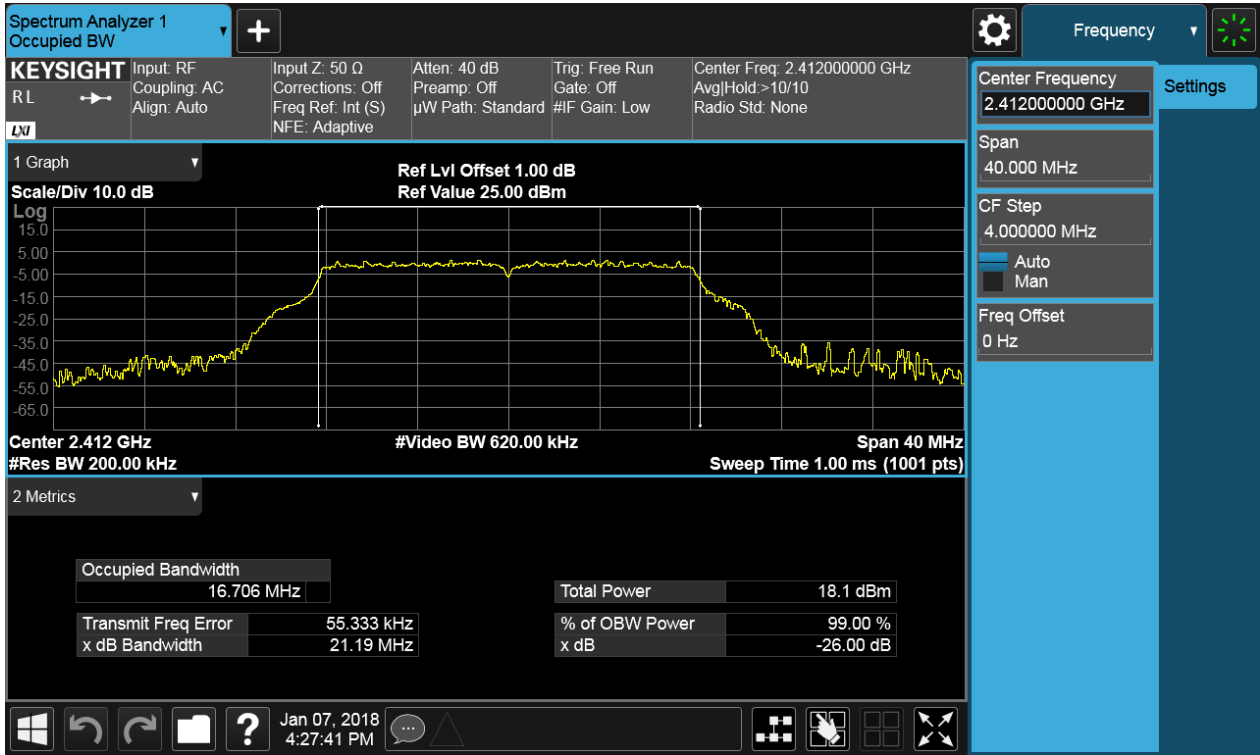 Spectrum Analyzer 1
Occupied BW
+
Frequency
KEYSIGHT
R L
LXI
Input: RF
Coupling: AC
Align: Auto
Input Z: 50 Ω
Corrections: Off
Freq Ref: Int (S)
NFE: Adaptive
Atten: 40 dB
Preamp: Off
µW Path: Standard
Trig: Free Run
Gate: Off
#IF Gain: Low
Center Freq: 2.412000000 GHz
Avg|Hold:>10/10
Radio Std: None
Center Frequency
2.412000000 GHz
Settings
Span
40.000 MHz
CF Step
4.000000 MHz
Auto
Man
Freq Offset
0 Hz
1 Graph
Scale/Div 10.0 dB
Ref Lvl Offset 1.00 dB
Ref Value 25.00 dBm
Log
15.0
5.00
-5.00
-15.0
-25.0
-35.0
-45.0
-55.0
-65.0
Center 2.412 GHz
#Video BW 620.00 kHz
Span 40 MHz
#Res BW 200.00 kHz
Sweep Time 1.00 ms (1001 pts)
2 Metrics
Occupied Bandwidth
16.706 MHz
Total Power 18.1 dBm
Transmit Freq Error 55.333 kHz
% of OBW Power 99.00 %
x dB Bandwidth 21.19 MHz
x dB -26.00 dB
?
Jan 07, 2018
4:27:41 PM